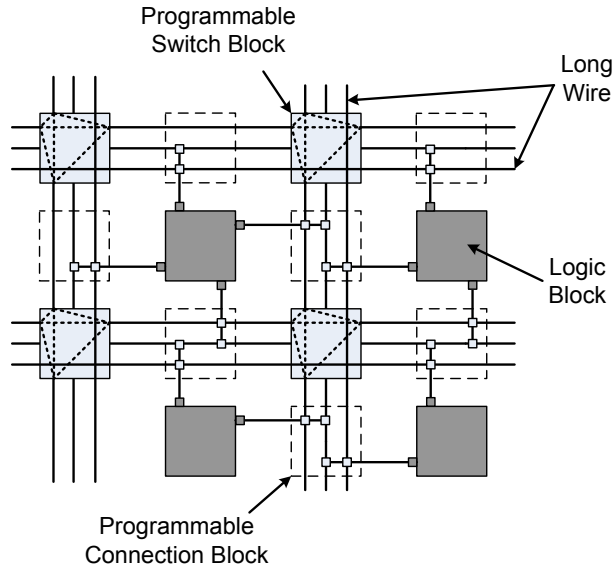 Programmable
Switch Block
Long
Wire
Logic
Block
Programmable
Connection Block